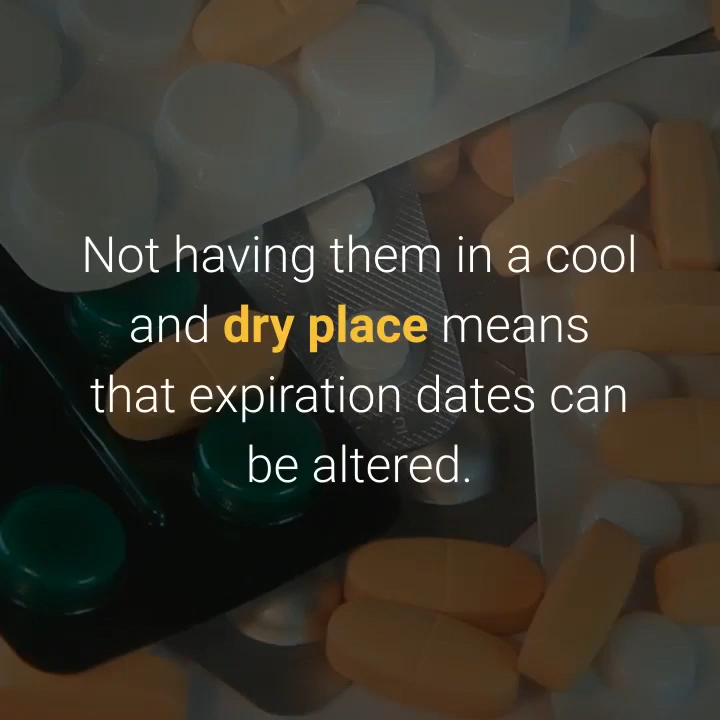 Not having them in a cool
and dry place means
that expiration dates can
be altered.